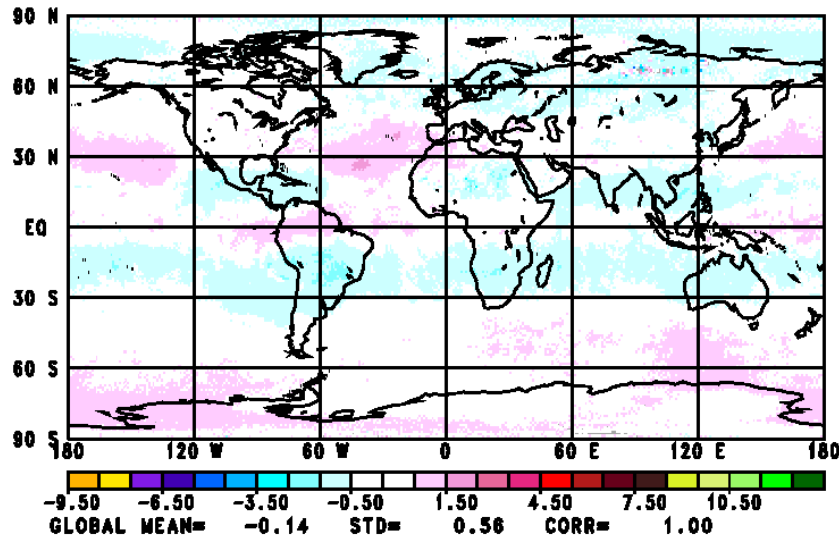 90 N
60 N
30 N
EQ
30 S
60 S
90 S
180 120 W 60 W 0 60 E 120 E 180
-9.50 -6.50 -3.50 -0.50 1.50 4.50 7.50 10.50
GLOBAL MEAN= -0.14 STD= 0.56 CORR= 1.00